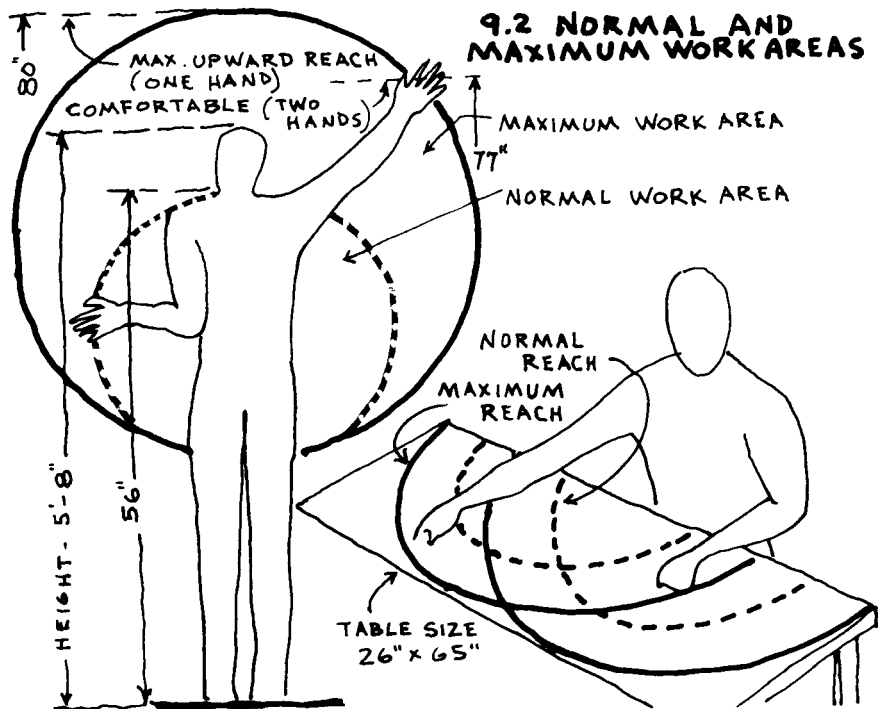 9.2 NORMAL AND
MAXIMUM WORK AREAS
80"
MAX. UPWARD REACH
(ONE HAND)
COMFORTABLE (TWO
HANDS)
77"
MAXIMUM WORK AREA
NORMAL WORK AREA
HEIGHT - 5'-8"
56"
NORMAL
REACH
MAXIMUM
REACH
TABLE SIZE
26" x 65"